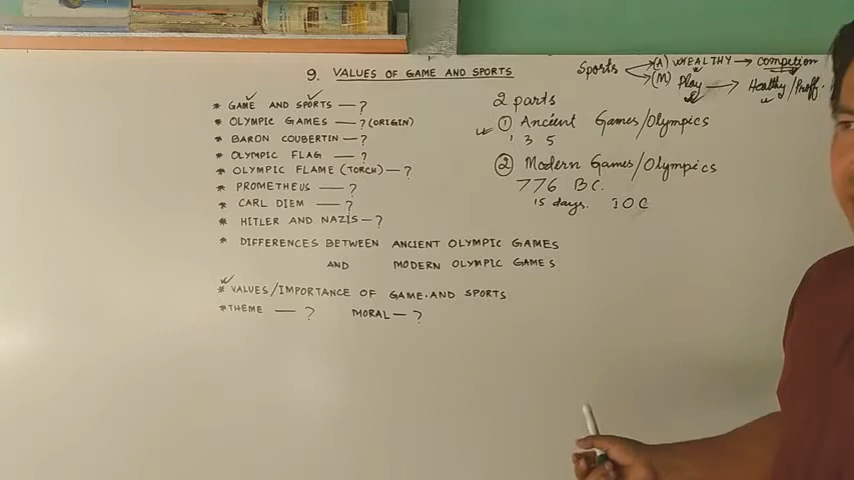 9. VALUES OF GAME AND SPORTS
* GAME AND SPORTS — ?
* OLYMPIC GAMES — ? (ORIGIN)
* BARON COUBERTIN — ?
* OLYMPIC FLAG — ?
* OLYMPIC FLAME (TORCH) — ?
* PROMETHEUS — ?
* CARL DIEM — ?
* HITLER AND NAZIS — ?
* DIFFERENCES BETWEEN ANCIENT OLYMPIC GAMES
AND MODERN OLYMPIC GAMES
* VALUES/IMPORTANCE OF GAME AND SPORTS
* THEME — ? MORAL — ?
Sports
(A) WHEALTHY → competion
(M) Play → Healthy/Proff.
2 parts
① Ancient Games/Olympics
1 3 5
② Modern Games/Olympics
776 BC.
15 days. IOC